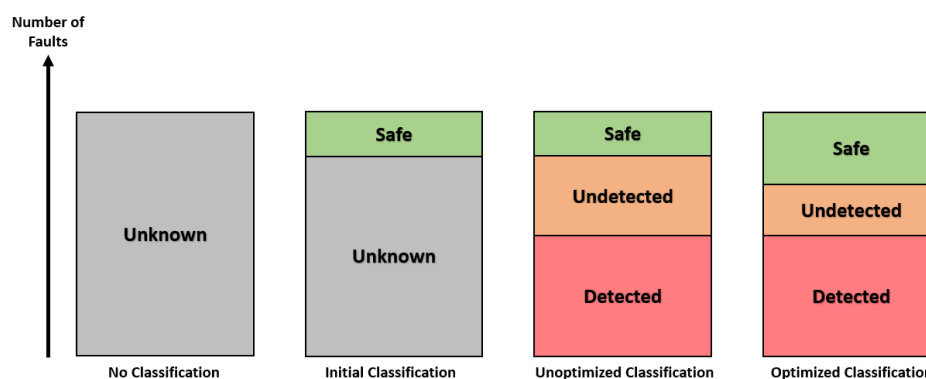 Number of
Faults
Safe
Safe
Safe
Unknown
Unknown
Undetected
Undetected
Detected
Detected
No Classification
Initial Classification
Unoptimized Classification
Optimized Classification